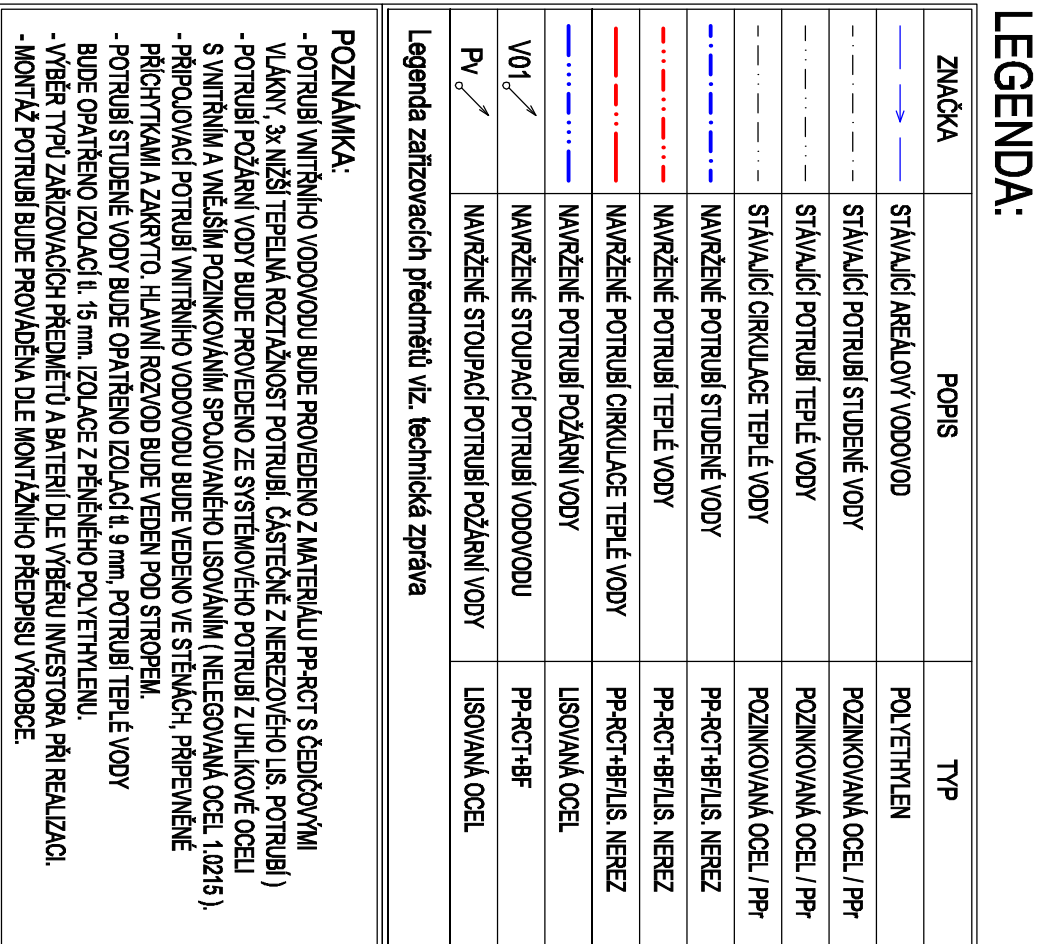 LEGENDA:
ZNAČKA POPIS TYP
STÁVAJÍCÍ AREÁLOVÝ VODOVOD POLYETHYLEN
STÁVAJÍCÍ POTRUBÍ STUDENÉ VODY POZINKOVANÁ OCEL / PPr
STÁVAJÍCÍ POTRUBÍ TEPLÉ VODY POZINKOVANÁ OCEL / PPr
STÁVAJÍCÍ CIRKULACE TEPLÉ VODY POZINKOVANÁ OCEL / PPr
NAVRŽENÉ POTRUBÍ STUDENÉ VODY PP-RCT+BF/LIS. NEREZ
NAVRŽENÉ POTRUBÍ TEPLÉ VODY PP-RCT+BF/LIS. NEREZ
NAVRŽENÉ POTRUBÍ CIRKULACE TEPLÉ VODY PP-RCT+BF/LIS. NEREZ
NAVRŽENÉ POTRUBÍ POŽÁRNÍ VODY LISOVANÁ OCEL
V01 NAVRŽENÉ STOUPACÍ POTRUBÍ VODOVODU PP-RCT+BF
Pv NAVRŽENÉ STOUPACÍ POTRUBÍ POŽÁRNÍ VODY LISOVANÁ OCEL
Legenda zařizovacích předmětů viz. technická zpráva
POZNÁMKA:
- POTRUBÍ VNITŘNÍHO VODOVODU BUDE PROVEDENO Z MATERIÁLU PP-RCT S ČEDIČOVÝMI
VLÁKNY, 3x NIŽŠÍ TEPELNÁ ROZTAŽNOST POTRUBÍ. ČÁSTEČNĚ Z NEREZOVÉHO LIS. POTRUBÍ )
- POTRUBÍ POŽÁRNÍ VODY BUDE PROVEDENO ZE SYSTÉMOVÉHO POTRUBÍ Z UHLÍKOVÉ OCELI
S VNITŘNÍM A VNĚJŠÍM POZINKOVÁNÍM SPOJOVANÉHO LISOVÁNÍM ( NELEGOVANÁ OCEL 1.0215 ).
- PŘIPOJOVACÍ POTRUBÍ VNITŘNÍHO VODOVODU BUDE VEDENO VE STĚNÁCH, PŘIPEVNĚNÉ
PŘÍCHYTKAMI A ZAKRYTO. HLAVNÍ ROZVOD BUDE VEDEN POD STROPEM.
- POTRUBÍ STUDENÉ VODY BUDE OPATŘENO IZOLACÍ tl. 9 mm, POTRUBÍ TEPLÉ VODY
BUDE OPATŘENO IZOLACÍ tl. 15 mm. IZOLACE Z PĚNĚNÉHO POLYETHYLENU.
- VÝBĚR TYPŮ ZAŘIZOVACÍCH PŘEDMĚTŮ A BATERIÍ DLE VÝBĚRU INVESTORA PŘI REALIZACI.
- MONTÁŽ POTRUBÍ BUDE PROVÁDĚNA DLE MONTÁŽNÍHO PŘEDPISU VÝROBCE.